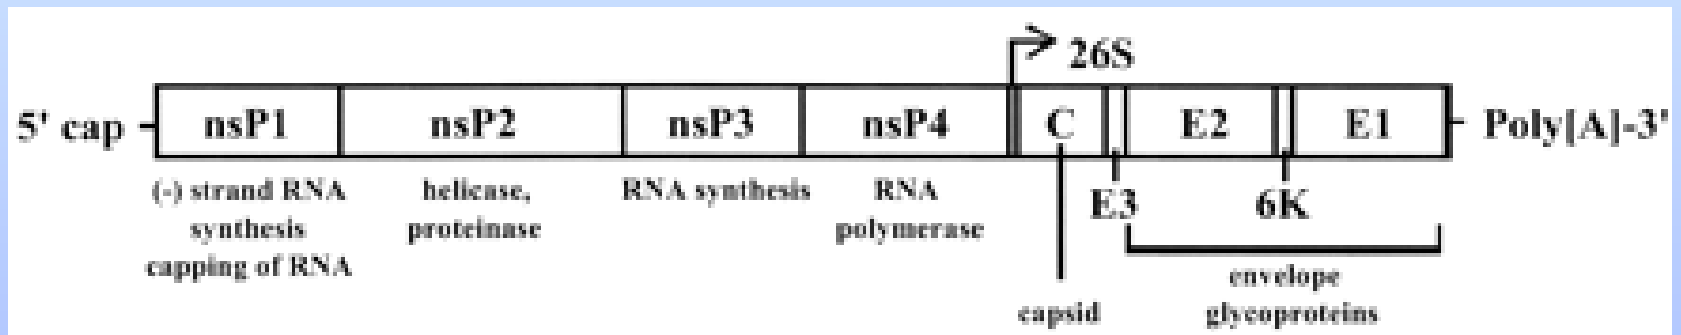 26S
5' cap nsP1 nsP2 nsP3 nsP4 C E2 E1 Poly[A]-3'
(-) strand RNA
synthesis
capping of RNA
helicase,
proteinase
RNA synthesis
RNA
polymerase
E3
6K
capsid
envelope
glycoproteins